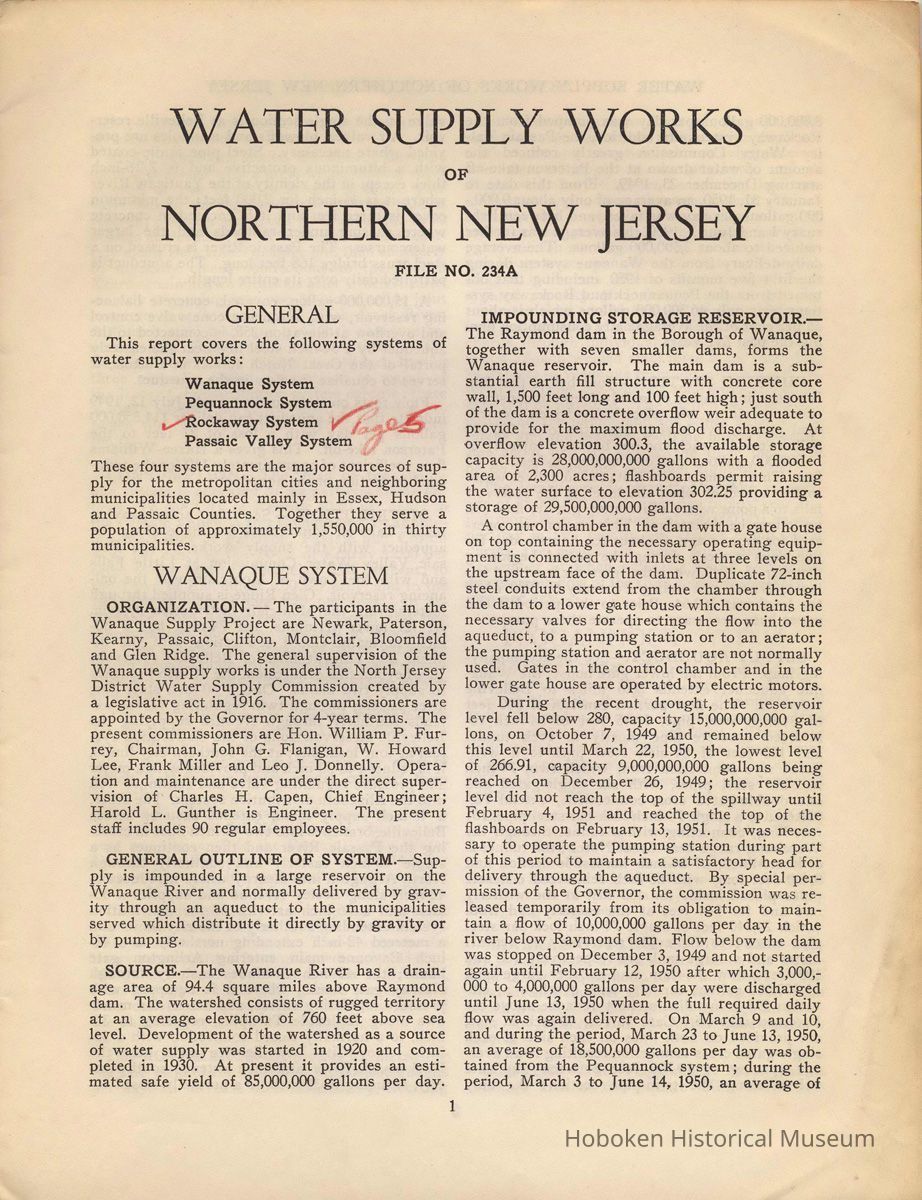 WATER SUPPLY WORKS
OF
NORTHERN NEW JERSEY
FILE NO. 234A
GENERAL
This report covers the following systems of
water supply works:
Wanaque System
Pequannock System
Rockaway System Page 5
Passaic Valley System
These four systems are the major sources of sup-
ply for the metropolitan cities and neighboring
municipalities located mainly in Essex, Hudson
and Passaic Counties. Together they serve a
population of approximately 1,550,000 in thirty
municipalities.
WANAQUE SYSTEM
ORGANIZATION.—The participants in the
Wanaque Supply Project are Newark, Paterson,
Kearny, Passaic, Clifton, Montclair, Bloomfield
and Glen Ridge. The general supervision of the
Wanaque supply works is under the North Jersey
District Water Supply Commission created by
a legislative act in 1916. The commissioners are
appointed by the Governor for 4-year terms. The
present commissioners are Hon. William P. Fur-
rey, Chairman, John G. Flanigan, W. Howard
Lee, Frank Miller and Leo J. Donnelly. Opera-
tion and maintenance are under the direct super-
vision of Charles H. Capen, Chief Engineer;
Harold L. Gunther is Engineer. The present
staff includes 90 regular employees.
GENERAL OUTLINE OF SYSTEM.—Sup-
ply is impounded in a large reservoir on the
Wanaque River and normally delivered by grav-
ity through an aqueduct to the municipalities
served which distribute it directly by gravity or
by pumping.
SOURCE.—The Wanaque River has a drain-
age area of 94.4 square miles above Raymond
dam. The watershed consists of rugged territory
at an average elevation of 760 feet above sea
level. Development of the watershed as a source
of water supply was started in 1920 and com-
pleted in 1930. At present it provides an esti-
mated safe yield of 85,000,000 gallons per day.
IMPOUNDING STORAGE RESERVOIR.—
The Raymond dam in the Borough of Wanaque,
together with seven smaller dams, forms the
Wanaque reservoir. The main dam is a sub-
stantial earth fill structure with concrete core
wall, 1,500 feet long and 100 feet high; just south
of the dam is a concrete overflow weir adequate to
provide for the maximum flood discharge. At
overflow elevation 300.3, the available storage
capacity is 28,000,000,000 gallons with a flooded
area of 2,300 acres; flashboards permit raising
the water surface to elevation 302.25 providing a
storage of 29,500,000,000 gallons.
A control chamber in the dam with a gate house
on top containing the necessary operating equip-
ment is connected with inlets at three levels on
the upstream face of the dam. Duplicate 72-inch
steel conduits extend from the chamber through
the dam to a lower gate house which contains the
necessary valves for directing the flow into the
aqueduct, to a pumping station or to an aerator;
the pumping station and aerator are not normally
used. Gates in the control chamber and in the
lower gate house are operated by electric motors.
During the recent drought, the reservoir
level fell below 280, capacity 15,000,000,000 gal-
lons, on October 7, 1949 and remained below
this level until March 22, 1950, the lowest level
of 266.91, capacity 9,000,000,000 gallons being
reached on December 26, 1949; the reservoir
level did not reach the top of the spillway until
February 4, 1951 and reached the top of the
flashboards on February 13, 1951. It was neces-
sary to operate the pumping station during part
of this period to maintain a satisfactory head for
delivery through the aqueduct. By special per-
mission of the Governor, the commission was re-
leased temporarily from its obligation to main-
tain a flow of 10,000,000 gallons per day in the
river below Raymond dam. Flow below the dam
was stopped on December 3, 1949 and not started
again until February 12, 1950 after which 3,000,-
000 to 4,000,000 gallons per day were discharged
until June 13, 1950 when the full required daily
flow was again delivered. On March 9 and 10,
and during the period, March 23 to June 13, 1950,
an average of 18,500,000 gallons per day was ob-
tained from the Pequannock system; during the
period, March 3 to June 14, 1950, an average of
1
Hoboken Historical Museum